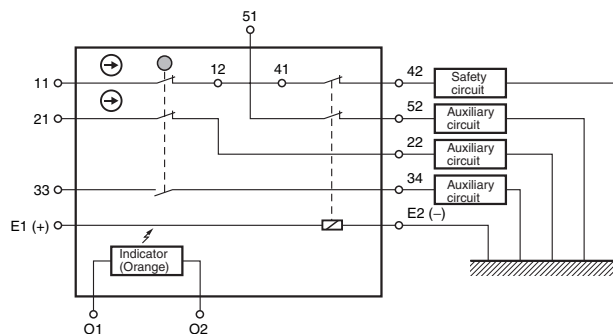 51
11
12
41
42
Safety
circuit
21
52
Auxiliary
circuit
22
Auxiliary
circuit
33
34
Auxiliary
circuit
E1 (+)
E2 (–)
Indicator
(Orange)
O1
O2